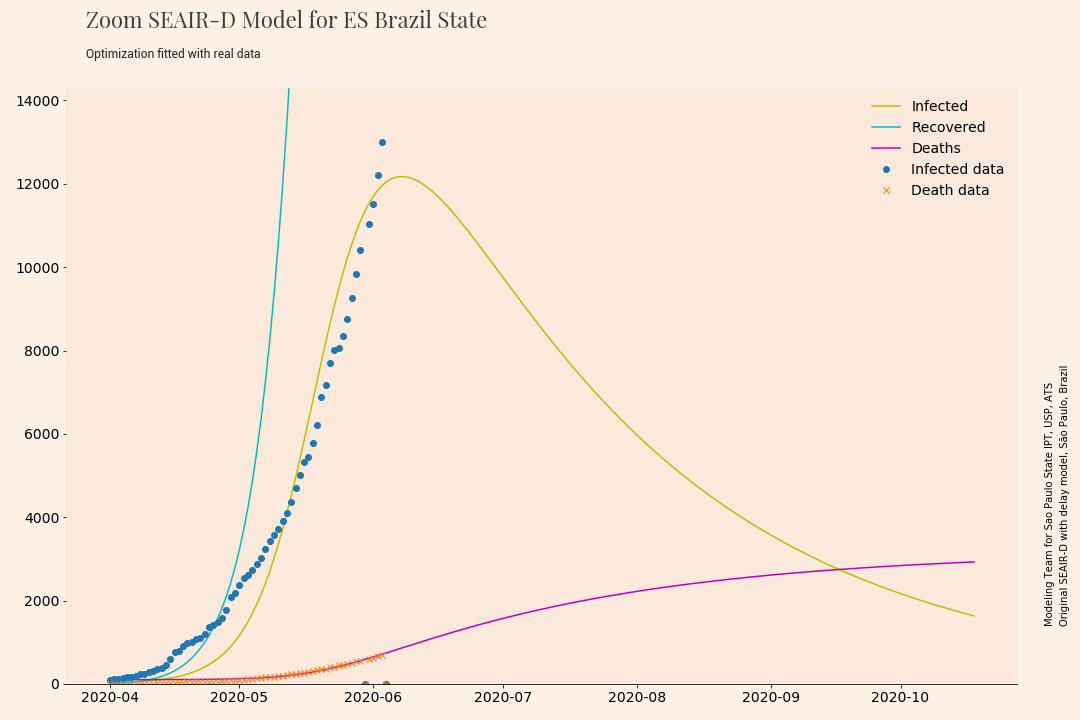 Zoom SEAIR-D Model for ES Brazil State
Optimization fitted with real data
14000
12000
10000
8000
6000
4000
2000
0
2020-04
2020-05
2020-06
2020-07
2020-08
2020-09
2020-10
Infected
Recovered
Deaths
Infected data
Death data
Modeling Team for Sao Paulo State IPT, USP, ATS
Original SEAIR-D with delay model, São Paulo, Brazil